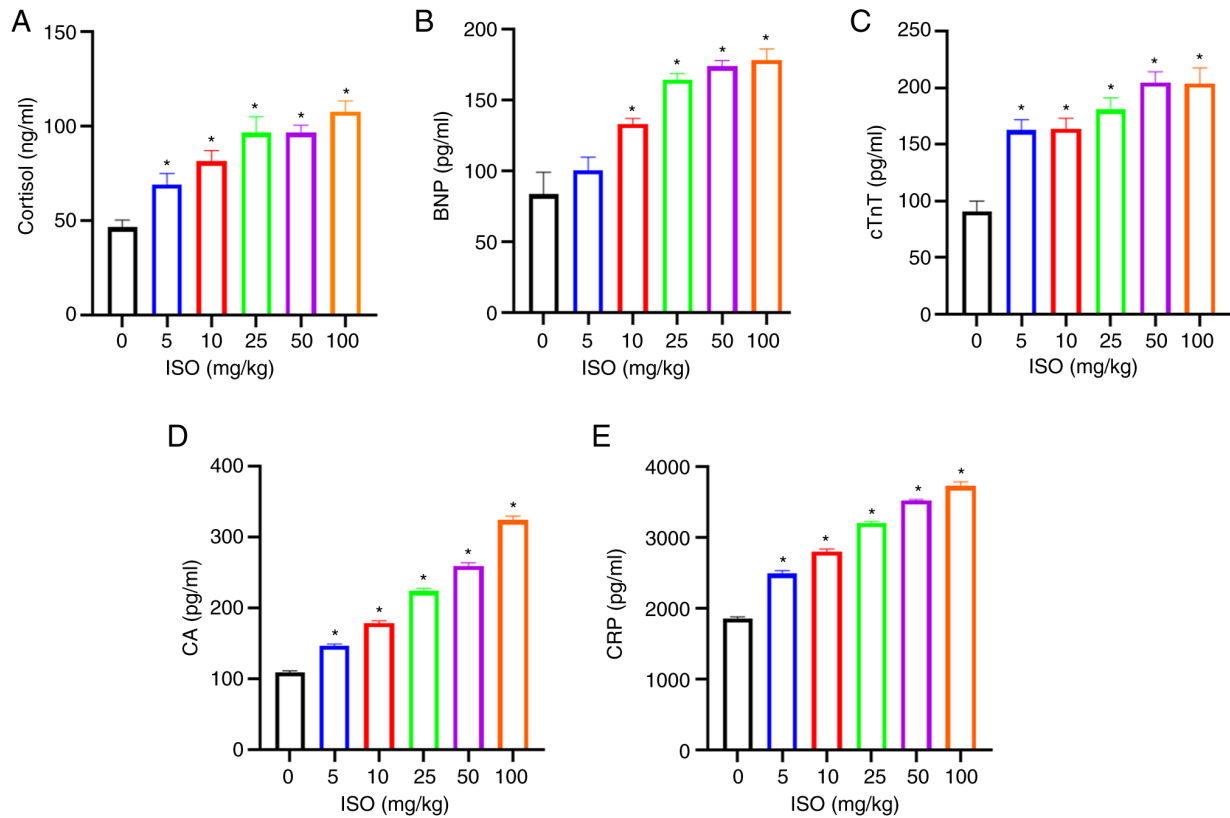 A
Cortisol (ng/ml)
150
100
50
0
* * * * *
0 5 10 25 50 100
ISO (mg/kg)
B
BNP (pg/ml)
200
150
100
50
0
* * * *
0 5 10 25 50 100
ISO (mg/kg)
C
cTnT (pg/ml)
250
200
150
100
50
0
* * * * *
0 5 10 25 50 100
ISO (mg/kg)
D
CA (pg/ml)
400
300
200
100
0
* * * * *
0 5 10 25 50 100
ISO (mg/kg)
E
CRP (pg/ml)
4000
3000
2000
1000
0
* * * * *
0 5 10 25 50 100
ISO (mg/kg)